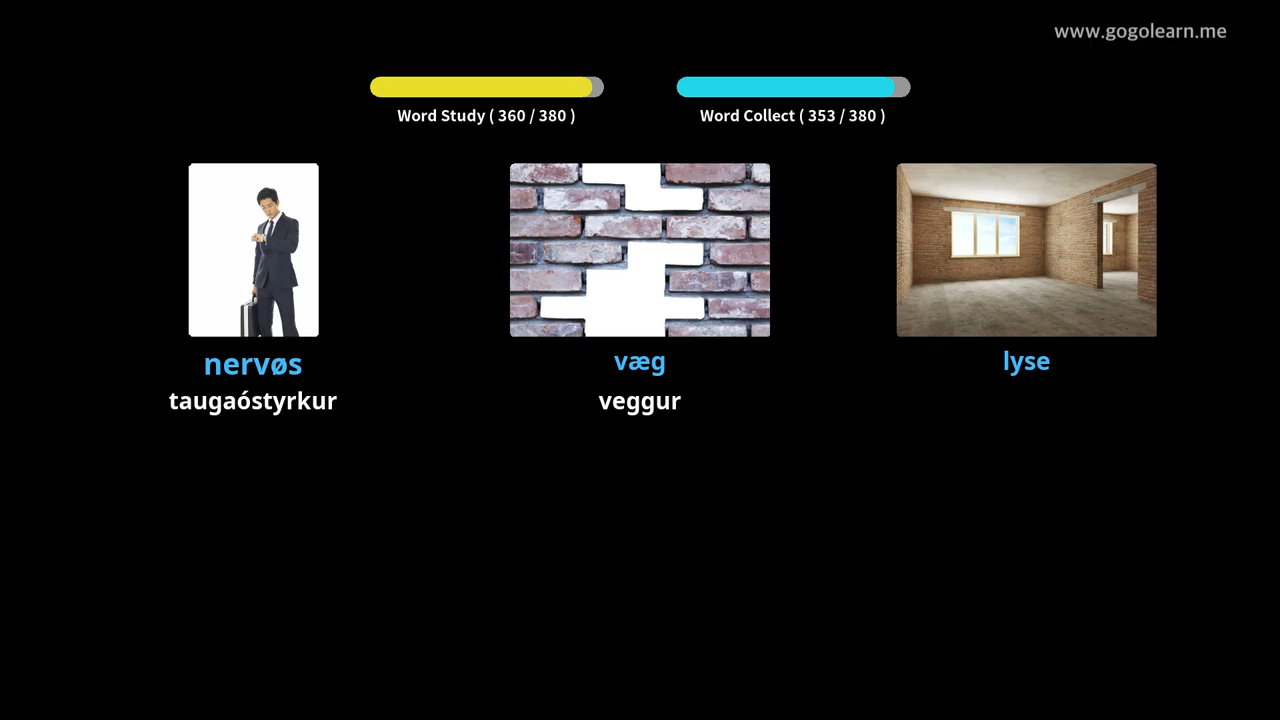 www.gogolearn.me
Word Study ( 360 / 380 )
Word Collect ( 353 / 380 )
nervøs
væg
lyse
taugaóstyrkur
veggur